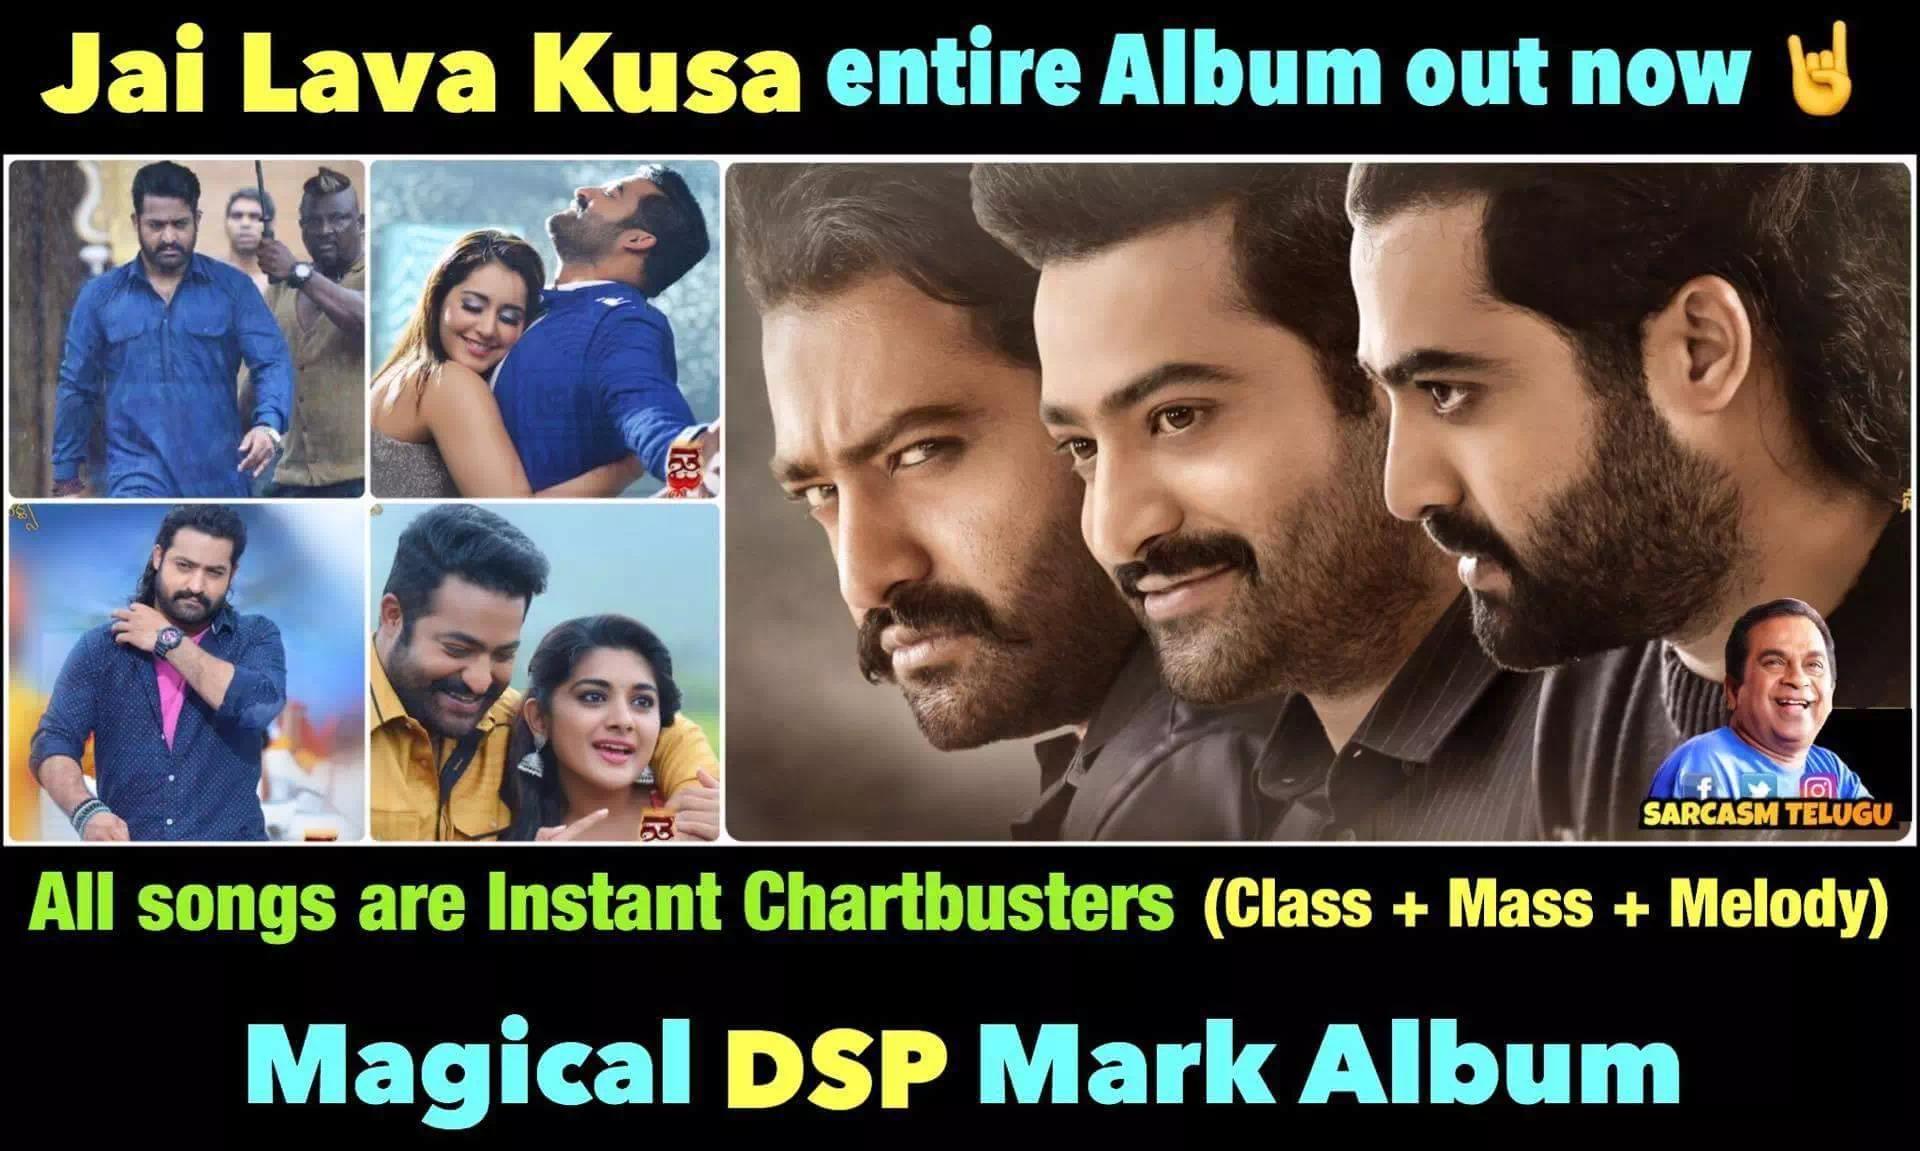 Jai Lava Kusa entire Album out now 🤘
జై
జై
SARCASM TELUGU
All songs are Instant Chartbusters (Class + Mass + Melody)
Magical DSP Mark Album